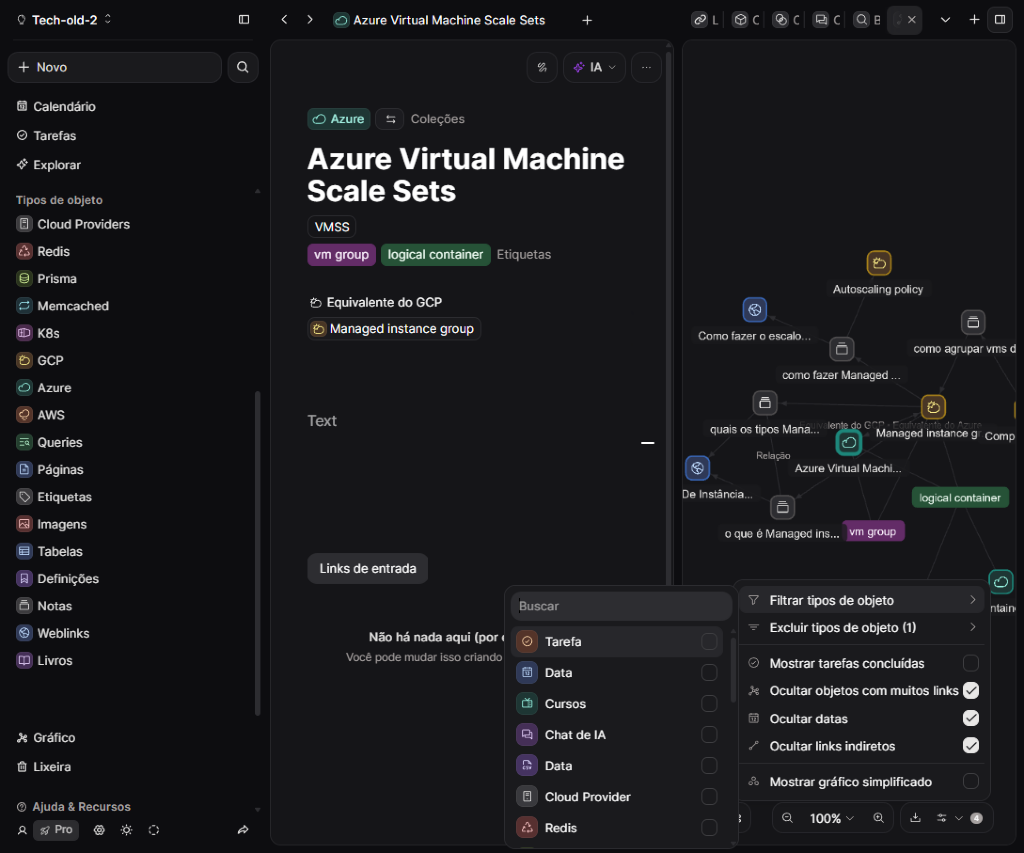 Tech-old-2
Novo
Calendário
Tarefas
Explorar
Tipos de objeto
Cloud Providers
Redis
Prisma
Memcached
K8s
GCP
Azure
AWS
Queries
Páginas
Etiquetas
Imagens
Tabelas
Definições
Notas
Weblinks
Livros
Gráfico
Lixeira
Ajuda & Recursos
Pro
Azure Virtual Machine Scale Sets
IA
Azure
Coleções
Azure Virtual Machine
Scale Sets
VMSS
vm group logical container Etiquetas
Equivalente do GCP
Managed instance group
Text
Links de entrada
Não há nada aqui (por
Você pode mudar isso criando
L C C C B
Autoscaling policy
Como fazer o escalo...
como agrupar vms d
como fazer Managed ...
quais os tipos Mana...
Equivalente do GCP - Equivalente do Azure
Managed instance g
Comp
Relação
Azure Virtual Machi...
De Instância...
logical container
o que é Managed ins...
vm group
ntaine
Buscar
Tarefa
Data
Cursos
Chat de IA
Data
Cloud Provider
Redis
Filtrar tipos de objeto
Excluir tipos de objeto (1)
Mostrar tarefas concluídas
Ocultar objetos com muitos links
Ocultar datas
Ocultar links indiretos
Mostrar gráfico simplificado
100%
4